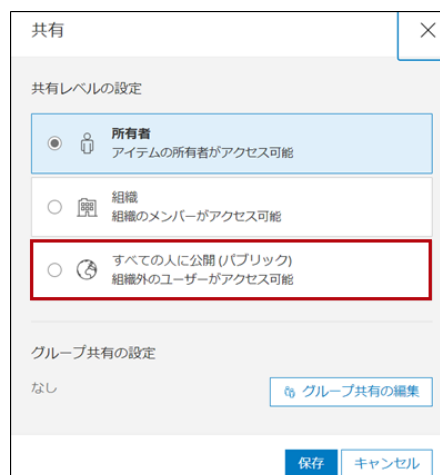 共有
共有レベルの設定
所有者
アイテムの所有者がアクセス可能
組織
組織のメンバーがアクセス可能
すべての人に公開 (パブリック)
組織外のユーザーがアクセス可能
グループ共有の設定
なし
グループ共有の編集
保存
キャンセル